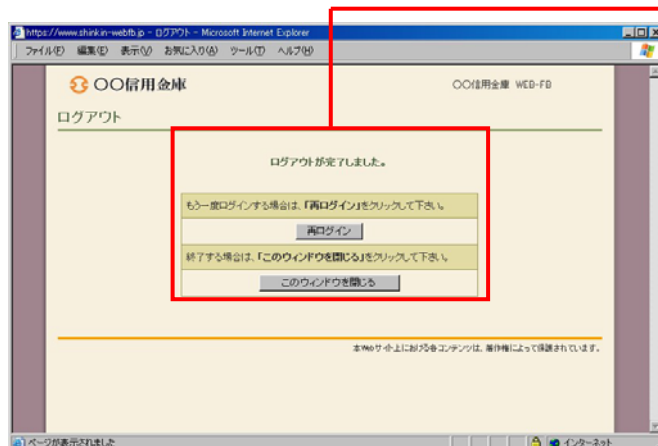 https://www.shinkin-webfb.jp - ログアウト - Microsoft Internet Explorer
ファイル(F) 編集(E) 表示(V) お気に入り(A) ツール(T) ヘルプ(H)
〇〇信用金庫
〇〇信用金庫 WEB-FB
ログアウト
ログアウトが完了しました。
もう一度ログインする場合は、「再ログイン」をクリックして下さい。
再ログイン
終了する場合は、「このウィンドウを閉じる」をクリックして下さい。
このウィンドウを閉じる
本Webサイト上における各コンテンツは、著作権によって保護されています。
ページが表示されました
インターネット